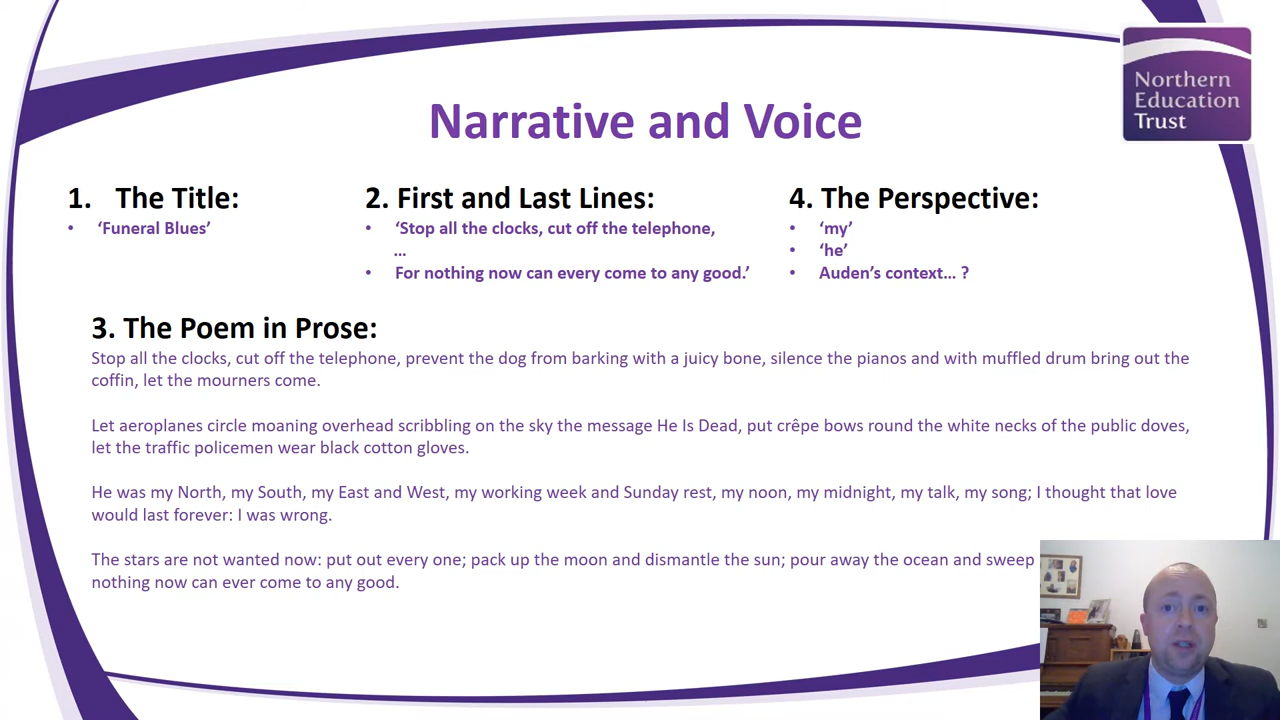 Northern
Education
Trust
Narrative and Voice
1. The Title:
• ‘Funeral Blues’
2. First and Last Lines:
• ‘Stop all the clocks, cut off the telephone,
…
• For nothing now can every come to any good.’
4. The Perspective:
• ‘my’
• ‘he’
• Auden’s context… ?
3. The Poem in Prose:
Stop all the clocks, cut off the telephone, prevent the dog from barking with a juicy bone, silence the pianos and with muffled drum bring out the
coffin, let the mourners come.
Let aeroplanes circle moaning overhead scribbling on the sky the message He Is Dead, put crêpe bows round the white necks of the public doves,
let the traffic policemen wear black cotton gloves.
He was my North, my South, my East and West, my working week and Sunday rest, my noon, my midnight, my talk, my song; I thought that love
would last forever: I was wrong.
The stars are not wanted now: put out every one; pack up the moon and dismantle the sun; pour away the ocean and sweep
nothing now can ever come to any good.